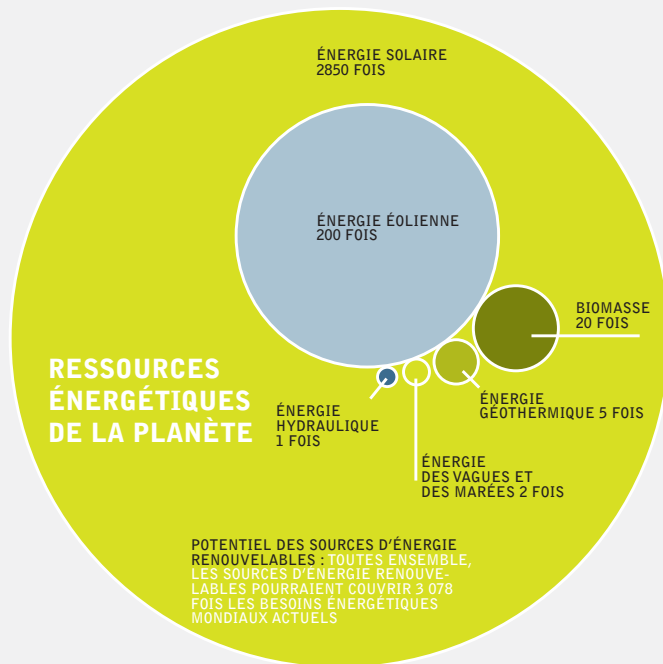 ÉNERGIE SOLAIRE
2850 FOIS
ÉNERGIE ÉOLIENNE
200 FOIS
BIOMASSE
20 FOIS
RESSOURCES
ÉNERGÉTIQUES
DE LA PLANÈTE
ÉNERGIE
GÉOTHERMIQUE 5 FOIS
ÉNERGIE
HYDRAULIQUE
1 FOIS
ÉNERGIE
DES VAGUES ET
DES MARÉES 2 FOIS
POTENTIEL DES SOURCES D'ÉNERGIE
RENOUVELABLES : TOUTES ENSEMBLE,
LES SOURCES D'ÉNERGIE RENOUVE-
LABLES POURRAIENT COUVRIR 3 078
FOIS LES BESOINS ÉNERGÉTIQUES
MONDIAUX ACTUELS